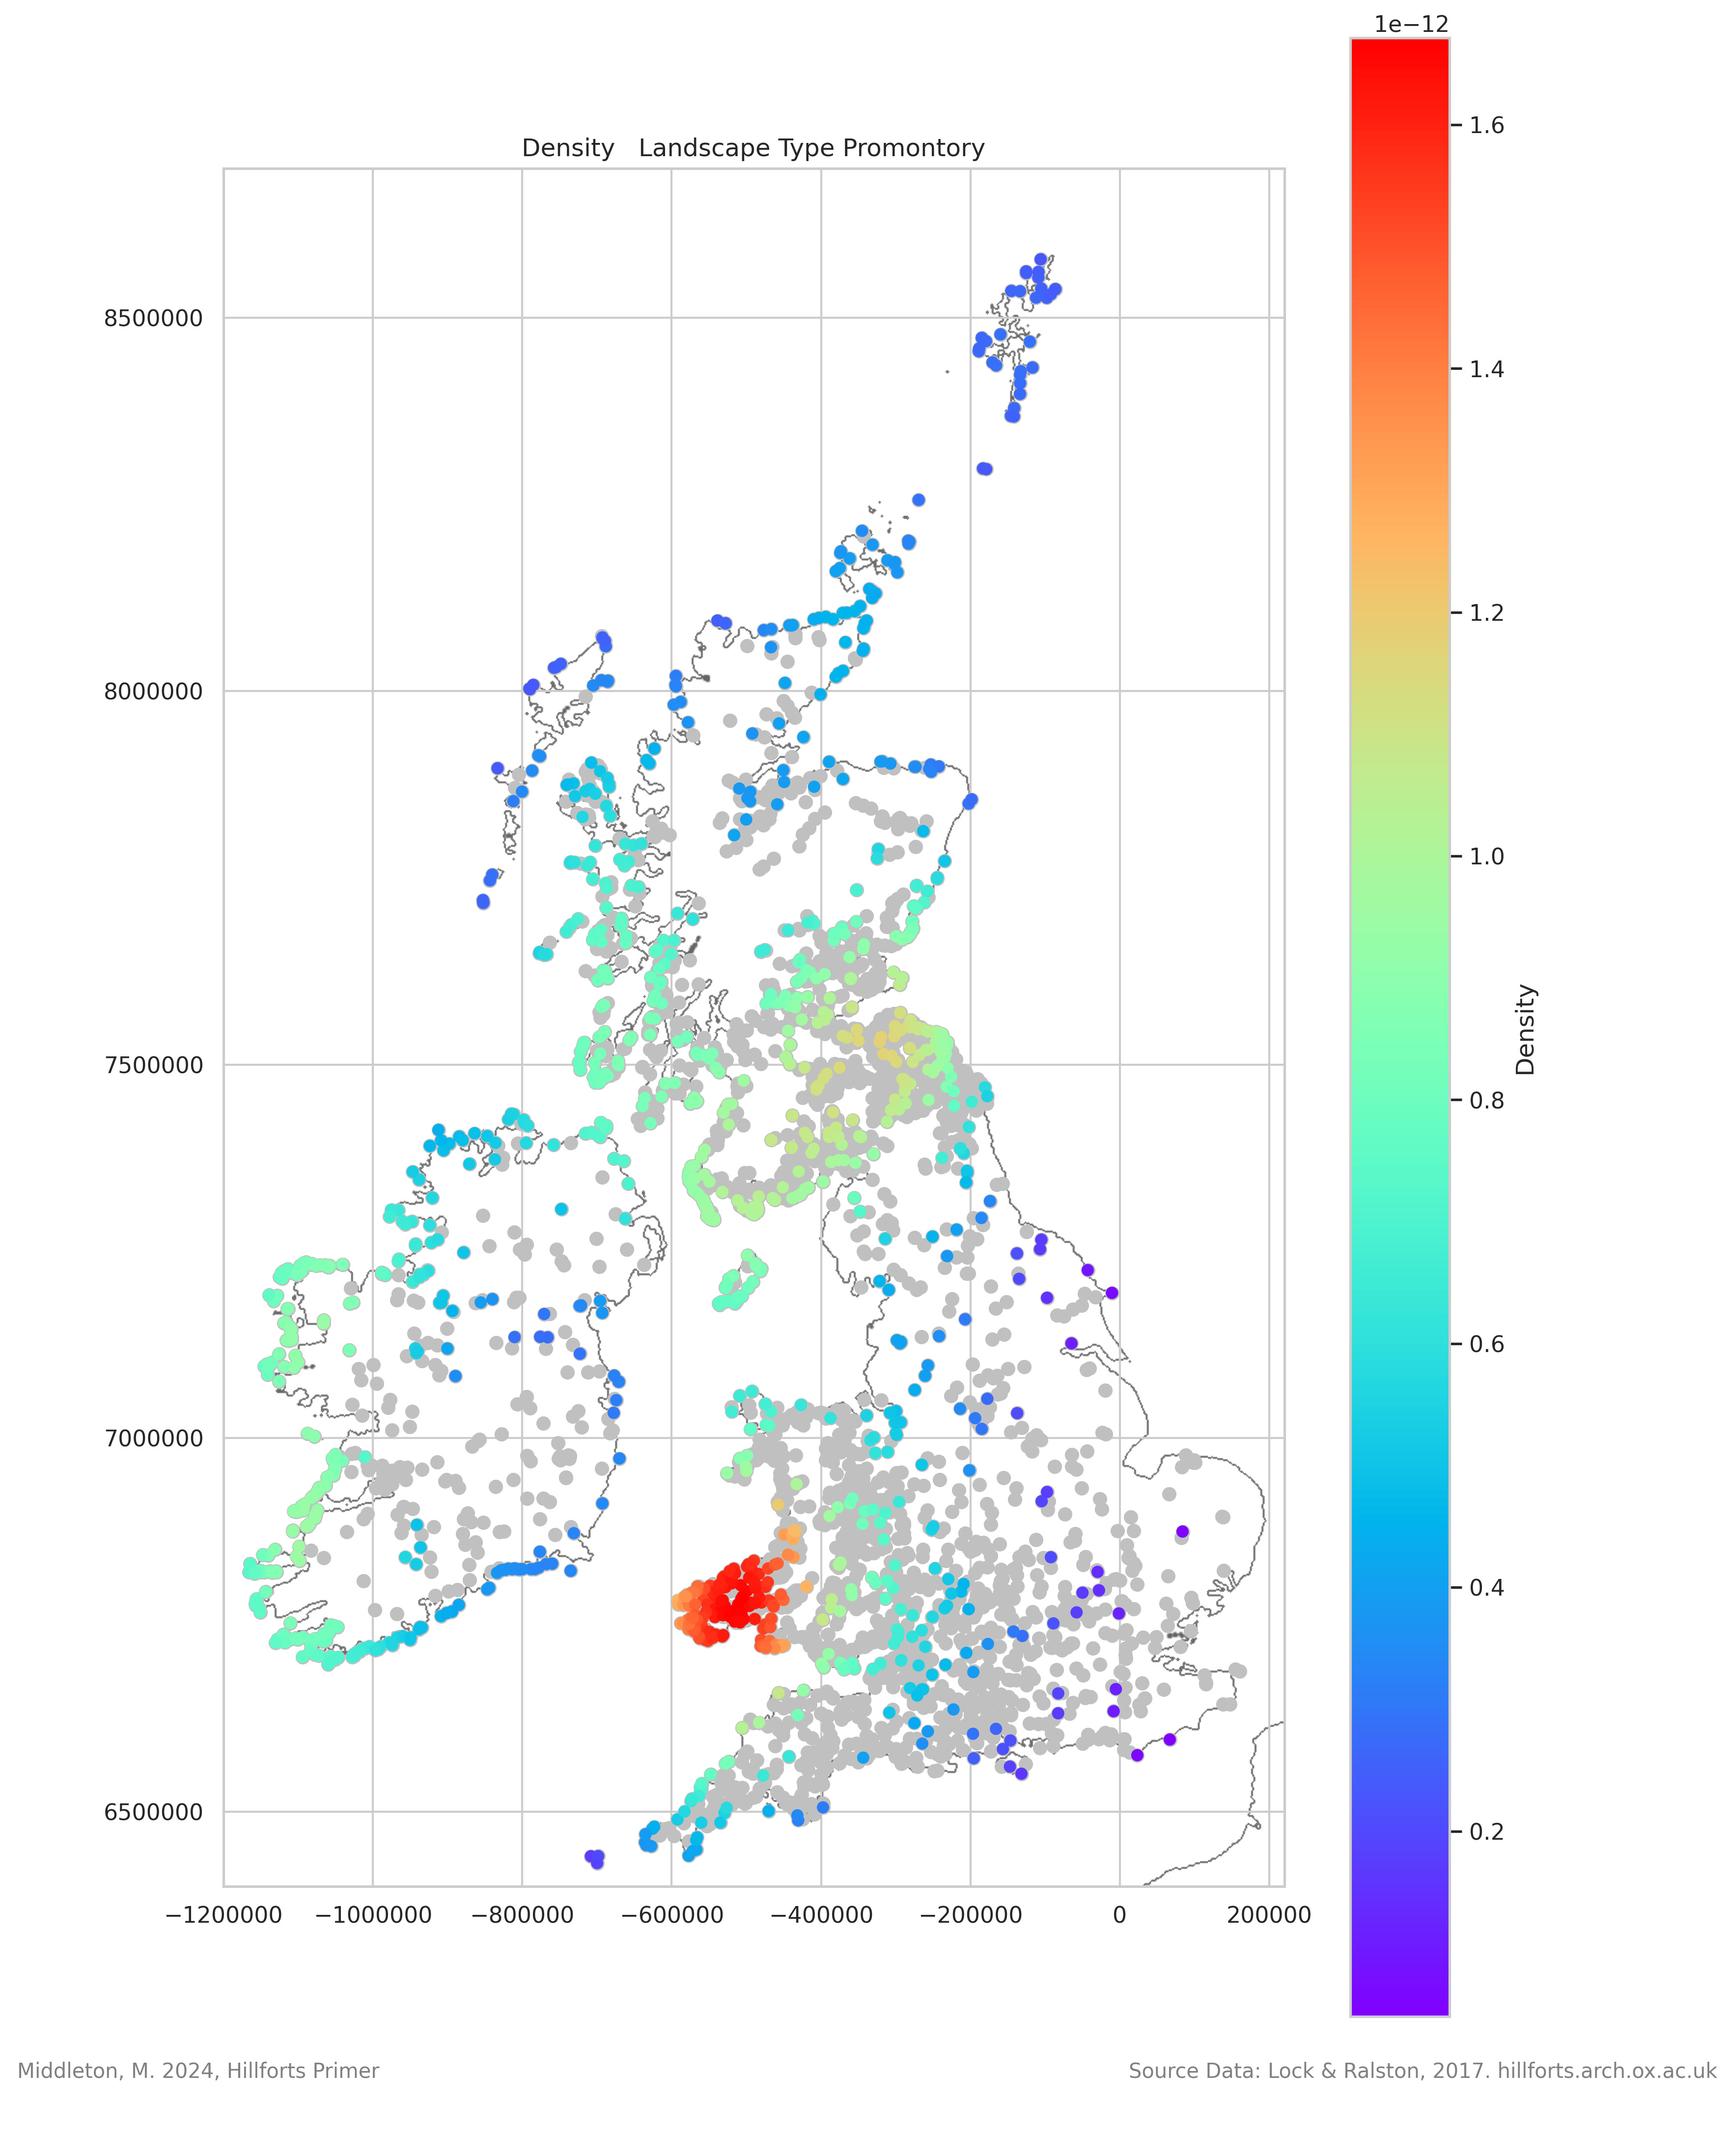 1e−12
Density   Landscape Type Promontory
1.6
1.4
1.2
1.0
0.8
0.6
0.4
0.2
Density
8500000
8000000
7500000
7000000
6500000
−1200000 −1000000 −800000 −600000 −400000 −200000 0 200000
Middleton, M. 2024, Hillforts Primer
Source Data: Lock & Ralston, 2017. hillforts.arch.ox.ac.uk